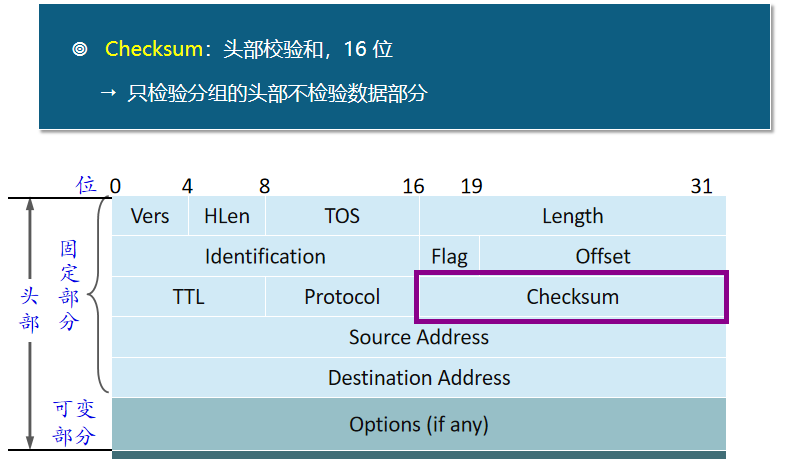 ◎ Checksum：头部校验和，16 位
→ 只检验分组的头部不检验数据部分
位 0 4 8 16 19 31
Vers HLen TOS Length
Identification Flag Offset
TTL Protocol Checksum
Source Address
Destination Address
Options (if any)
头部
固定部分
可变
部分